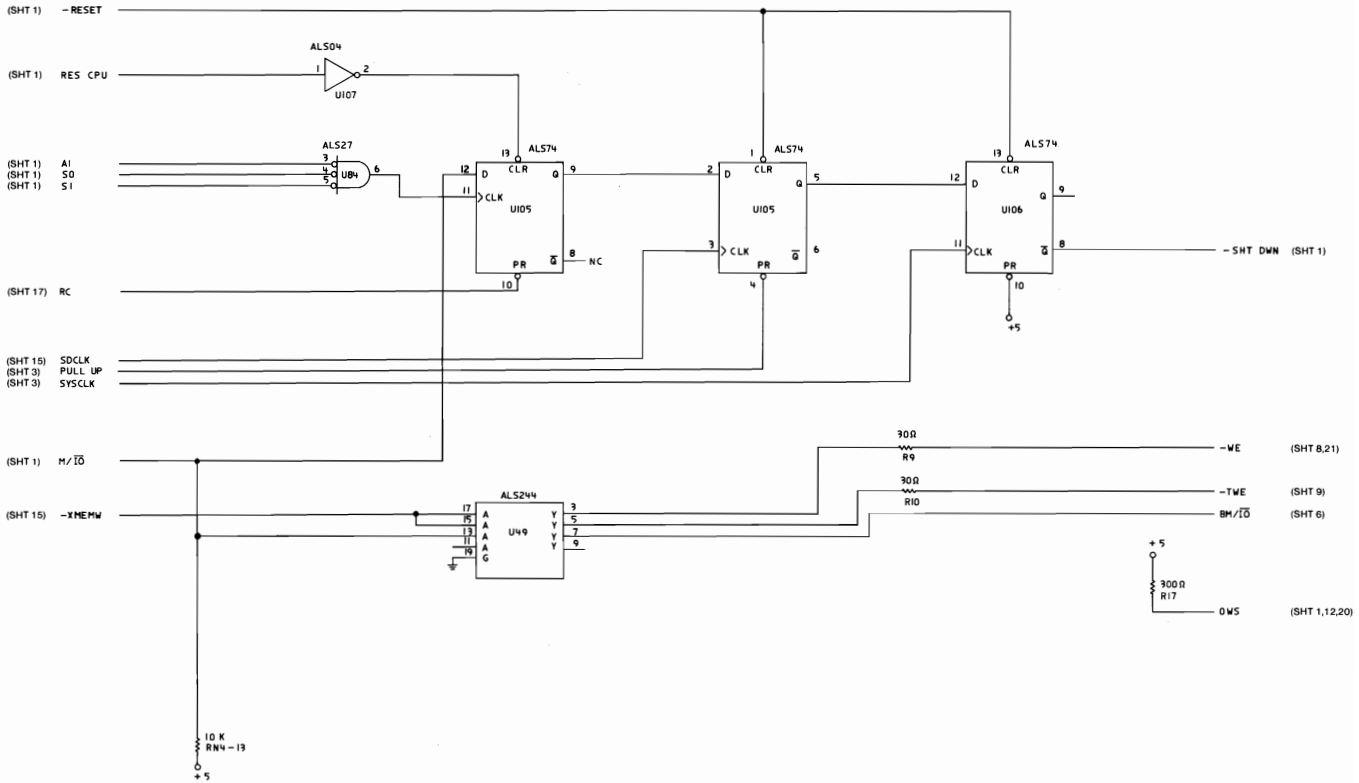 (SHT 1) -RESET
ALS04
(SHT 1) RES CPU
1
2
U107
ALS27
(SHT 1) A1
(SHT 1) S0
(SHT 1) S1
3
4
5
U84
6
13 ALS74
12 D CLR Q 9
11 CLK
U105
Q 8 NC
PR
10
1 ALS74
2 D CLR Q 5
U105
3 CLK Q 6
PR
4
13 ALS74
12 D CLR
Q 9
U106
11 CLK Q 8
PR
10
+5
-SHT DWN (SHT 1)
(SHT 17) RC
(SHT 15) SDCLK
(SHT 3) PULL UP
(SHT 3) SYSCLK
30Ω
R9
-WE (SHT 8,21)
(SHT 1) M/IO
30Ω
R10
-TWE (SHT 9)
ALS244
(SHT 15) -XMEMW
17 A Y 3
15 A Y 5
13 A Y 7
11 A Y 9
19 G
U49
BM/IO (SHT 6)
+5
300Ω
R17
OWS (SHT 1,12,20)
10 K
RN4-13
+5